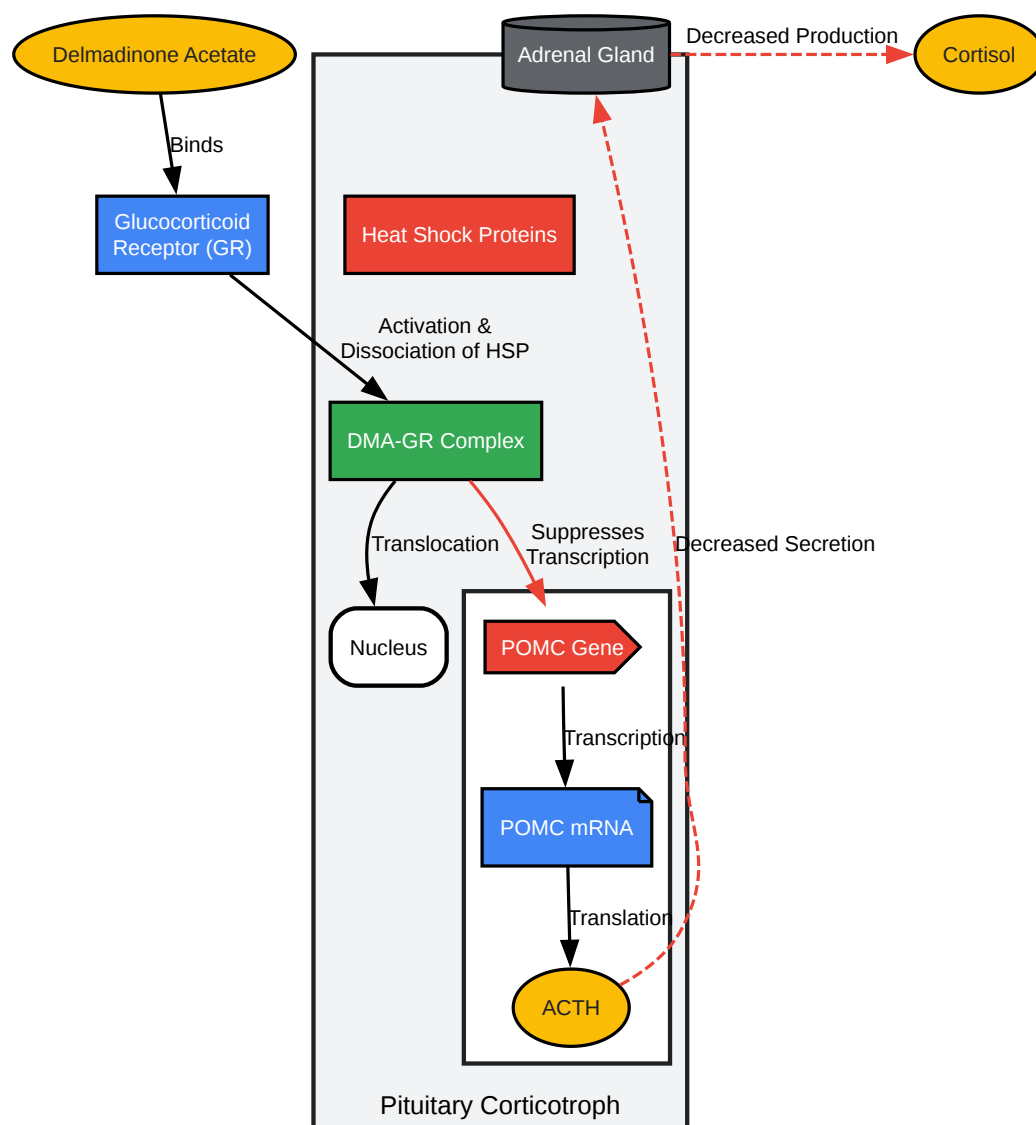 Delmadinone Acetate
Adrenal Gland
Decreased Production
Cortisol
Binds
Glucocorticoid
Receptor (GR)
Heat Shock Proteins
Activation &
Dissociation of HSP
DMA-GR Complex
Translocation
Suppresses
Transcription
Decreased Secretion
Nucleus
POMC Gene
Transcription
POMC mRNA
Translation
ACTH
Pituitary Corticotroph